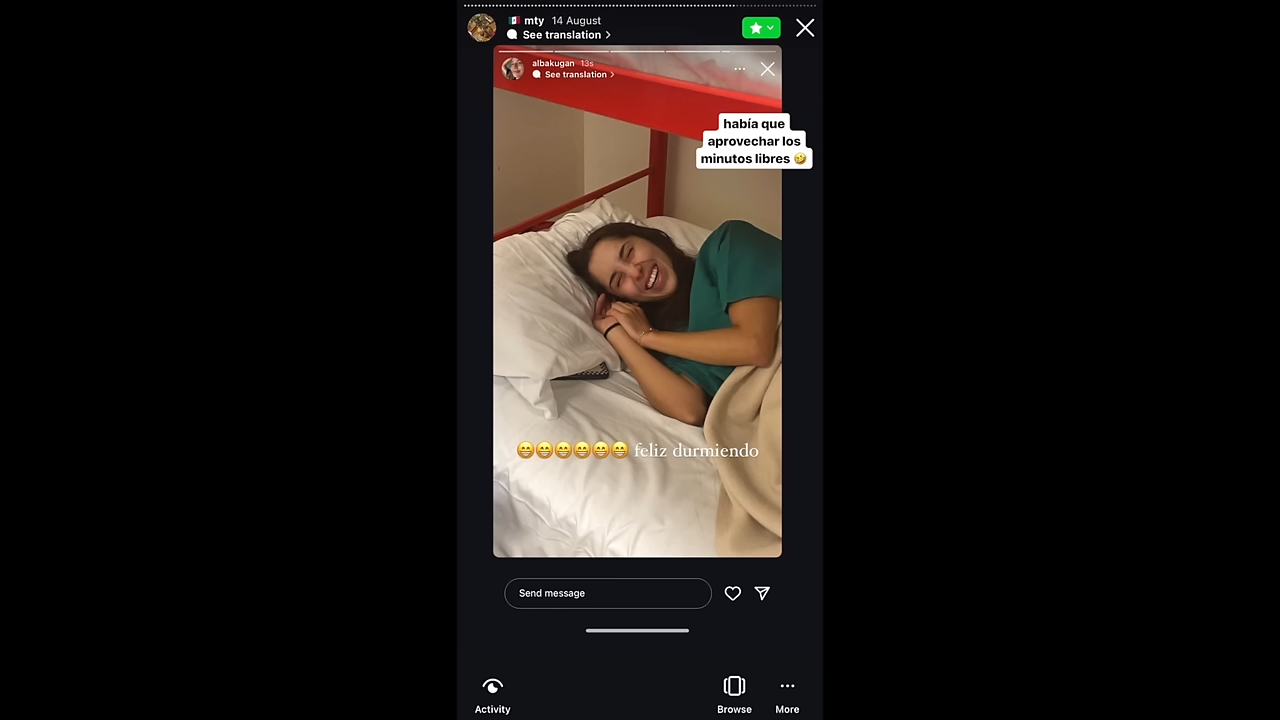 🇲🇽 mty 14 August
See translation >
albakugan 13s
See translation >
había que
aprovechar los
minutos libres 🤣
😁😁😁😁😁😁 feliz durmiendo
Send message
Activity
Browse
More